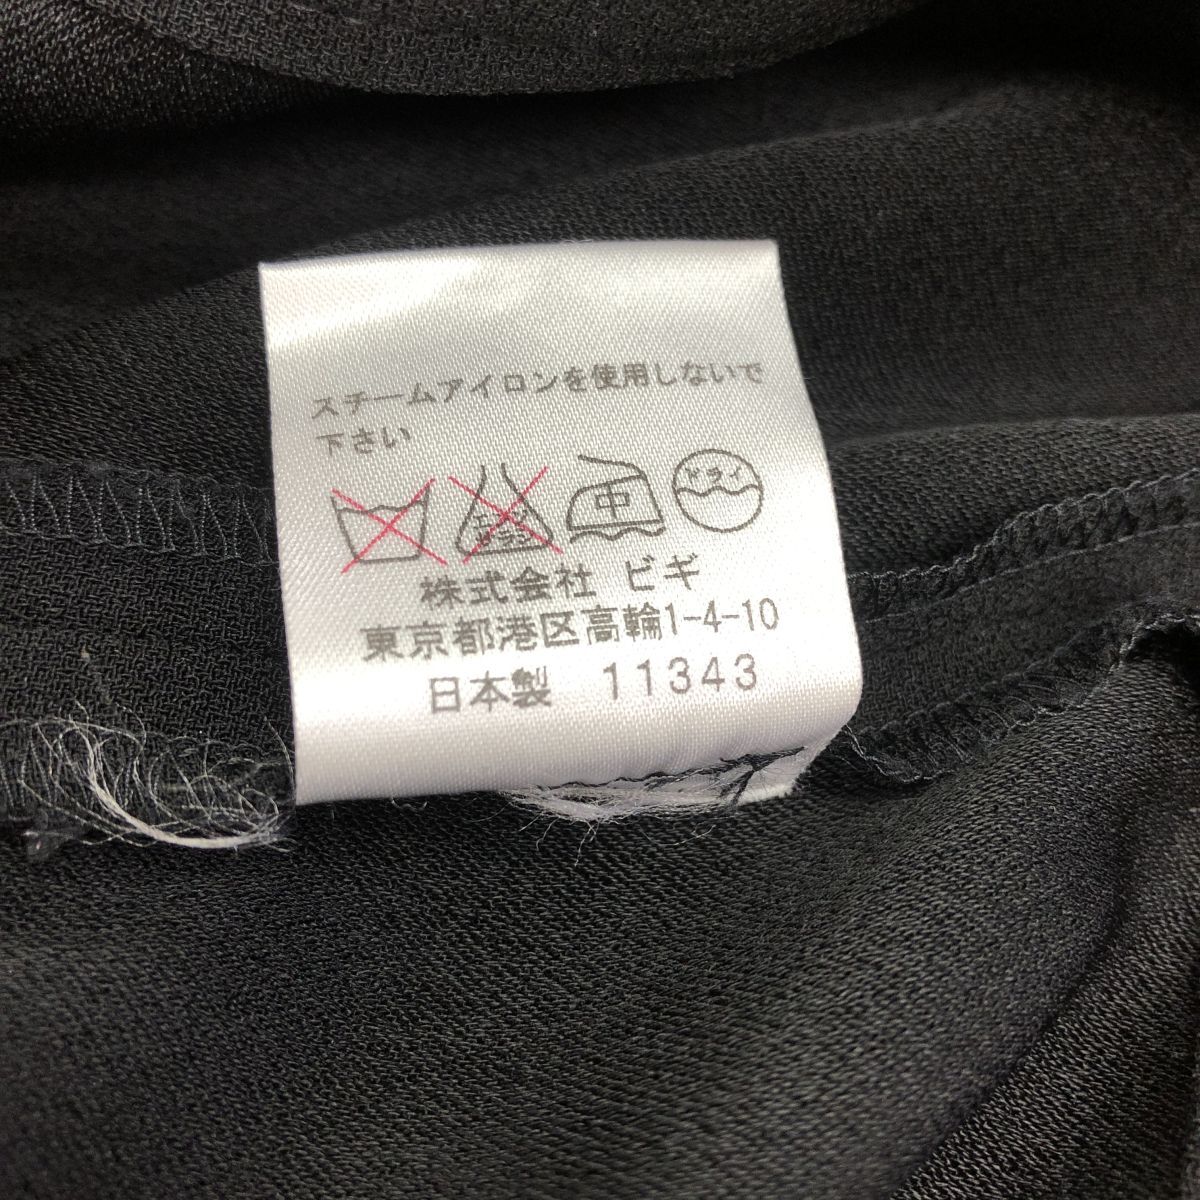 スチームアイロンを使用しないで
下さい
中 ドライ
株式会社 ビギ
東京都港区高輪1-4-10
日本製 11343